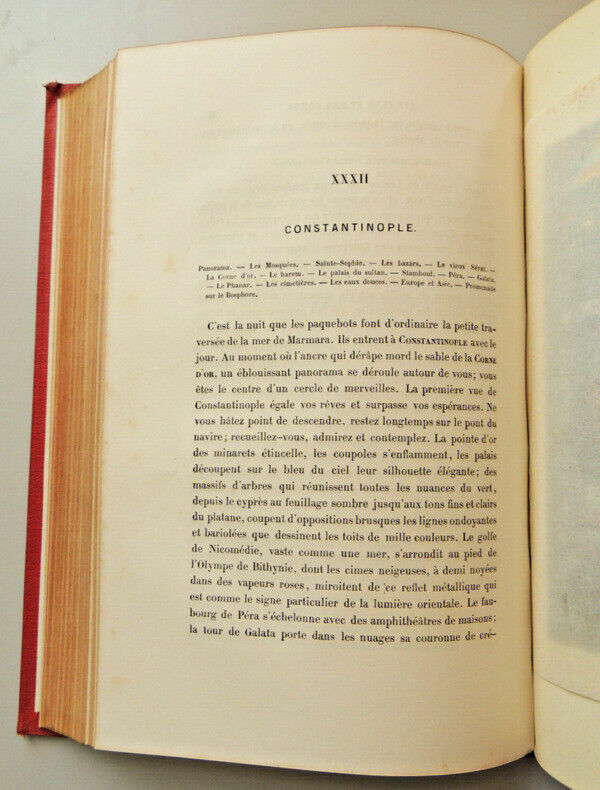 XXXII
CONSTANTINOPLE.
Panorama. — Les Mosquées. — Sainte-Sophie. — Les bazars. — Le vieux Sérai. —
La Corne d'or. — Le harem. — Le palais du sultan. — Stamboul. — Péra. — Galata.
— Le Phanar. — Les cimetières. — Les eaux douces. — Europe et Asie. — Promenade
sur le Bosphore.
C'est la nuit que les paquebots font d'ordinaire la petite tra-
versée de la mer de Marmara. Ils entrent à CONSTANTINOPLE avec le
jour. Au moment où l'ancre qui dérape mord le sable de la CORNE
D'OR, un éblouissant panorama se déroule autour de vous; vous
êtes le centre d'un cercle de merveilles. La première vue de
Constantinople égale vos rêves et surpasse vos espérances. Ne
vous hâtez point de descendre, restez longtemps sur le pont du
navire; recueillez-vous, admirez et contemplez. La pointe d'or
des minarets étincelle, les coupoles s'enflamment, les palais
découpent sur le bleu du ciel leur silhouette élégante; des
massifs d'arbres qui réunissent toutes les nuances du vert,
depuis le cyprès au feuillage sombre jusqu'aux tons fins et clairs
du platane, coupent d'oppositions brusques les lignes ondoyantes
et bariolées que dessinent les toits de mille couleurs. Le golfe
de Nicomédie, vaste comme une mer, s'arrondit au pied de
l'Olympe de Bithynie, dont les cimes neigeuses, à demi noyées
dans des vapeurs roses, miroitent de ce reflet métallique qui
est comme le signe particulier de la lumière orientale. Le fau-
bourg de Péra s'échelonne avec des amphithéâtres de maisons;
la tour de Galata porte dans les nuages sa couronne de cré-